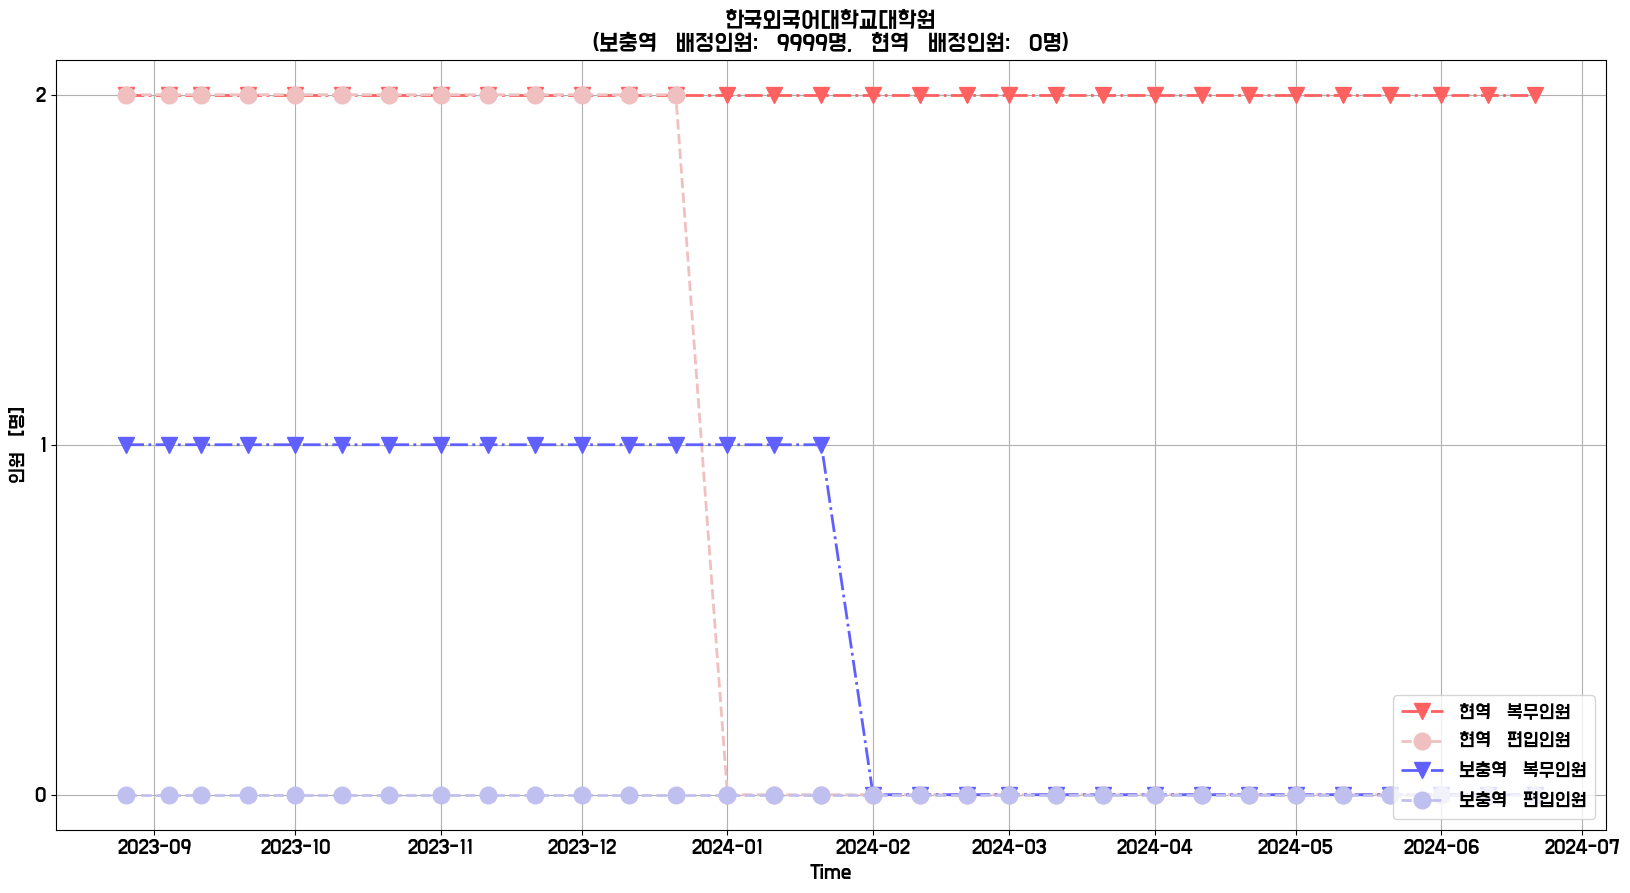 한국외국어대학교대학원
(보충역 배정인원: 9999명, 현역 배정인원: 0명)
2
1
0
인원 [명]
2023-09
2023-10
2023-11
2023-12
2024-01
2024-02
2024-03
2024-04
2024-05
2024-06
2024-07
Time
현역 복무인원
현역 편입인원
보충역 복무인원
보충역 편입인원